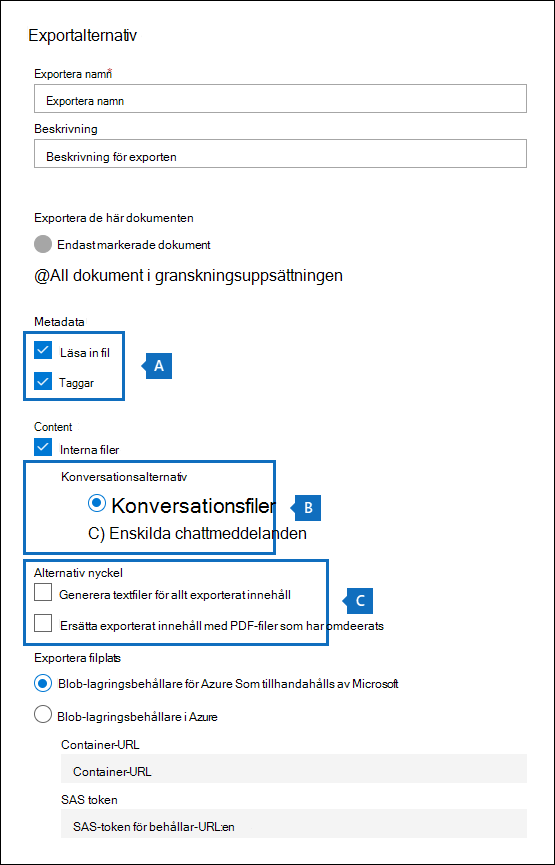 Exportalternativ
Exportera namn*
Exportera namn
Beskrivning
Beskrivning för exporten
Exportera de här dokumenten
Endast markerade dokument
@All dokument i granskningsuppsättningen
Metadata
Läsa in fil
A
Taggar
Content
Interna filer
Konversationsalternativ
Konversationsfiler
B
C) Enskilda chattmeddelanden
Alternativ nyckel
Generera textfiler för allt exporterat innehåll
C
Ersätta exporterat innehåll med PDF-filer som har omdeerats
Exportera filplats
Blob-lagringsbehållare för Azure Som tillhandahålls av Microsoft
Blob-lagringsbehållare i Azure
Container-URL
Container-URL
SAS token
SAS-token för behållar-URL:en